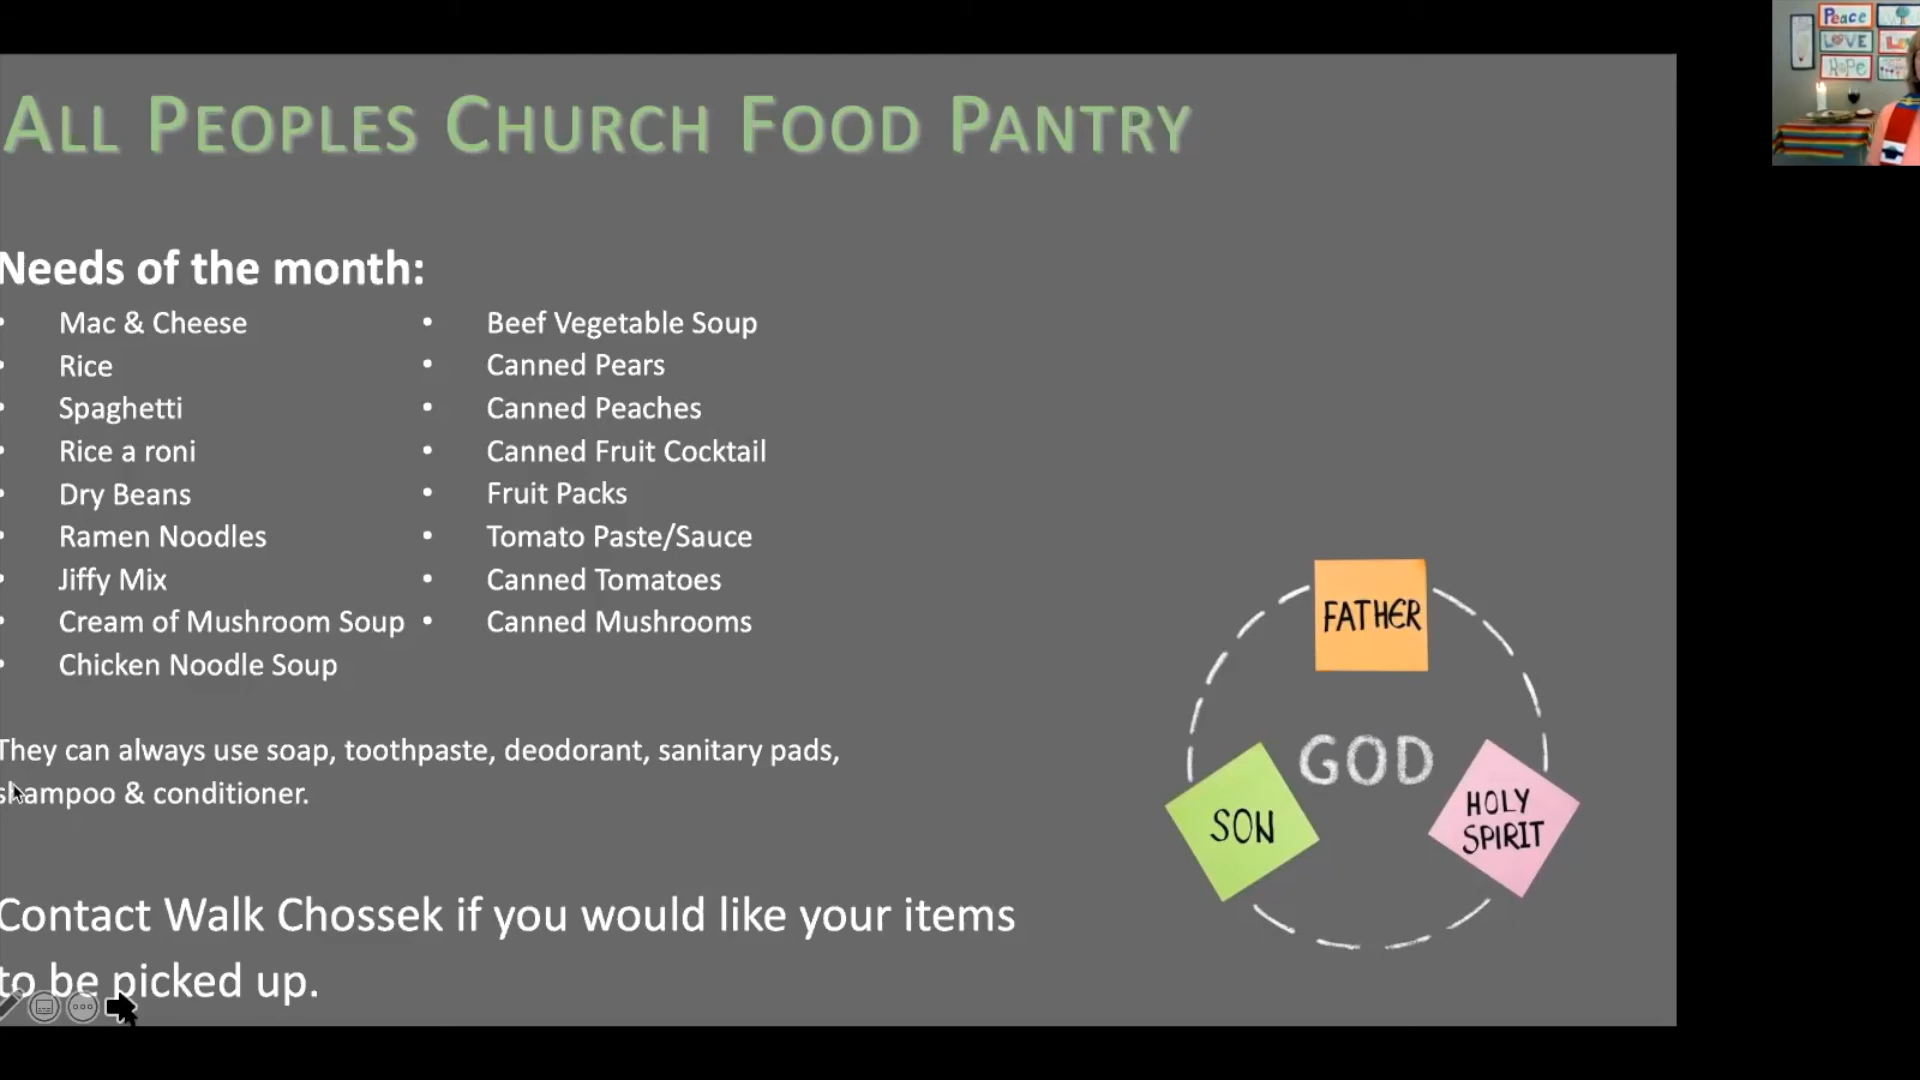 All Peoples Church Food Pantry
Needs of the month:
• Mac & Cheese
• Rice
• Spaghetti
• Rice a roni
• Dry Beans
• Ramen Noodles
• Jiffy Mix
• Cream of Mushroom Soup
• Chicken Noodle Soup
• Beef Vegetable Soup
• Canned Pears
• Canned Peaches
• Canned Fruit Cocktail
• Fruit Packs
• Tomato Paste/Sauce
• Canned Tomatoes
• Canned Mushrooms
They can always use soap, toothpaste, deodorant, sanitary pads,
shampoo & conditioner.
Contact Walk Chossek if you would like your items
to be picked up.
FATHER
GOD
SON
HOLY
SPIRIT
Peace
LOVE
HOPE